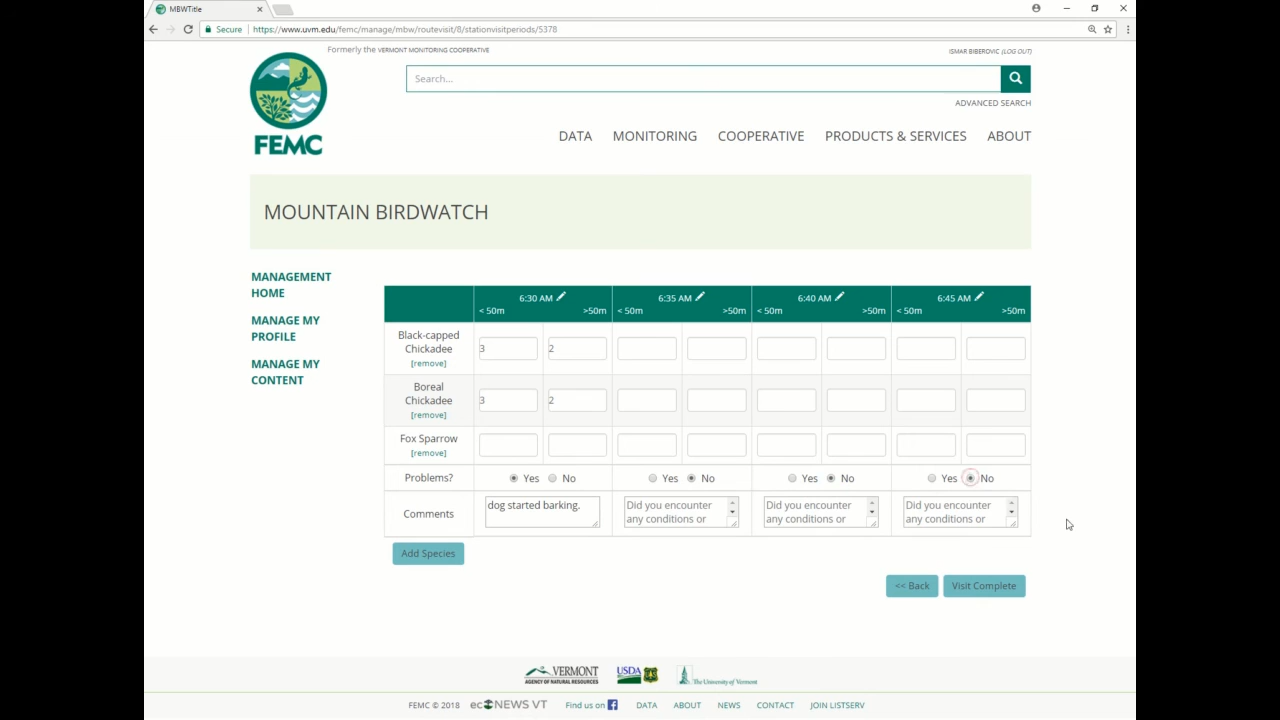 MBWTitle
Secure
https://www.uvm.edu/femc/manage/mbw/routevisit/8/stationvisitperiods/5378
Formerly the VERMONT MONITORING COOPERATIVE
ISMAR BIBEROVIC (LOG OUT)
FEMC
Search...
ADVANCED SEARCH
DATA MONITORING COOPERATIVE PRODUCTS & SERVICES ABOUT
MOUNTAIN BIRDWATCH
MANAGEMENT
HOME
MANAGE MY
PROFILE
MANAGE MY
CONTENT
6:30 AM 6:35 AM 6:40 AM 6:45 AM
< 50m >50m < 50m >50m < 50m >50m < 50m >50m
Black-capped
Chickadee
[remove]
3 2
Boreal
Chickadee
[remove]
3 2
Fox Sparrow
[remove]
Problems? Yes No Yes No Yes No Yes No
Comments
dog started barking.
Did you encounter
any conditions or
Did you encounter
any conditions or
Did you encounter
any conditions or
Add Species
<< Back Visit Complete
VERMONT
AGENCY OF NATURAL RESOURCES
USDA
The University of Vermont
FEMC © 2018 ecoNEWS VT Find us on f DATA ABOUT NEWS CONTACT JOIN LISTSERV